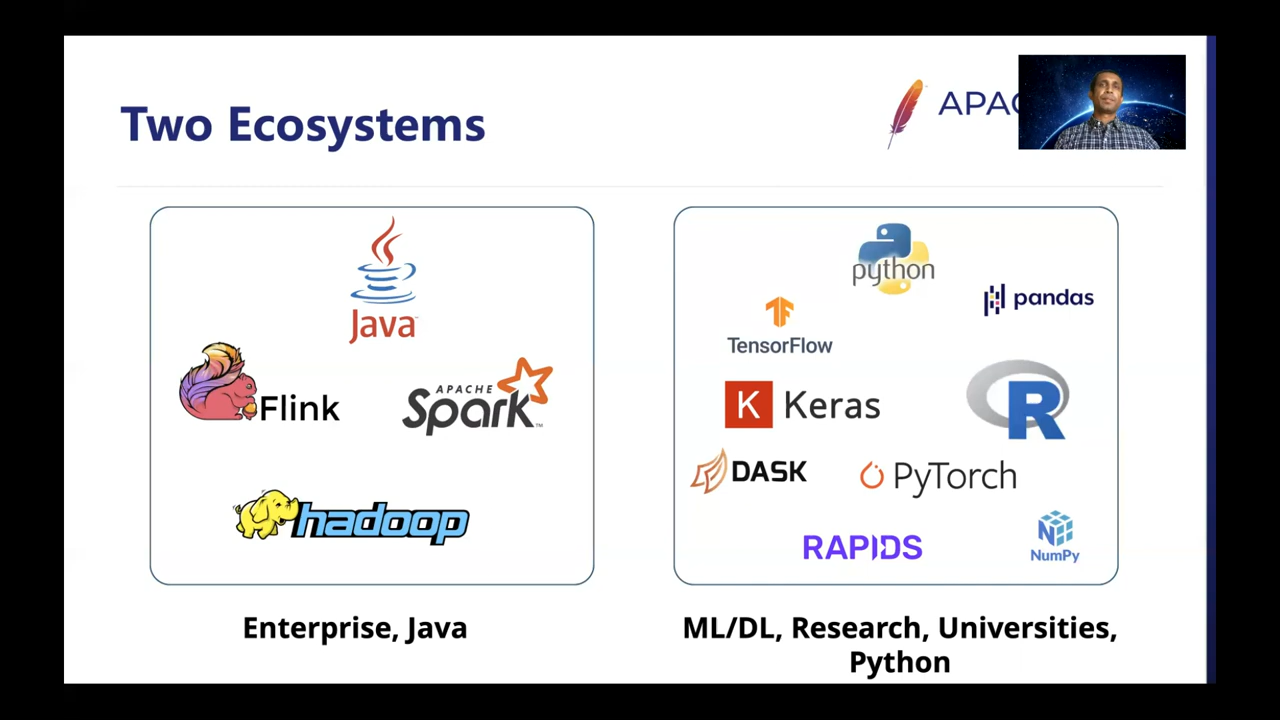 Two Ecosystems
APAC
Java
Flink
APACHE
Spark
hadoop
python
pandas
TensorFlow
K Keras
R
DASK
PyTorch
RAPIDS
NumPy
Enterprise, Java
ML/DL, Research, Universities,
Python